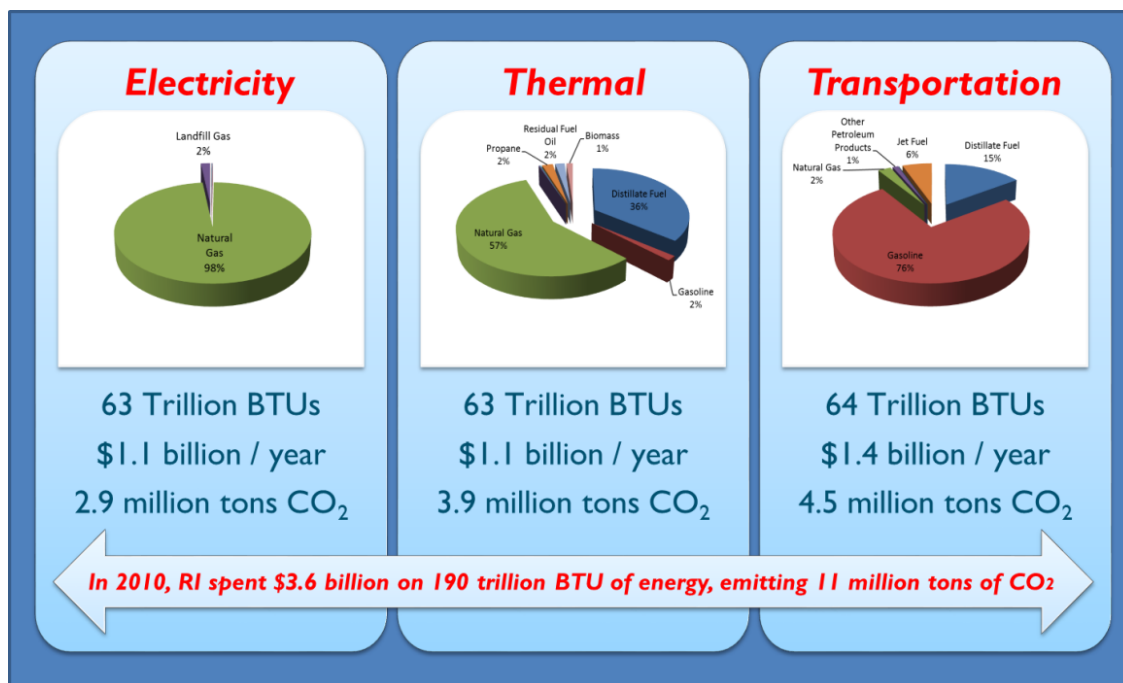 Electricity
Landfill Gas
2%
Natural
Gas
98%
63 Trillion BTUs
$1.1 billion / year
2.9 million tons CO₂
Thermal
Residual Fuel
Oil
2%
Biomass
1%
Propane
2%
Distillate Fuel
36%
Natural Gas
57%
Gasoline
2%
63 Trillion BTUs
$1.1 billion / year
3.9 million tons CO₂
Transportation
Other
Petroleum
Products
1%
Jet Fuel
6%
Distillate Fuel
15%
Natural Gas
2%
Gasoline
76%
64 Trillion BTUs
$1.4 billion / year
4.5 million tons CO₂
In 2010, RI spent $3.6 billion on 190 trillion BTU of energy, emitting 11 million tons of CO₂